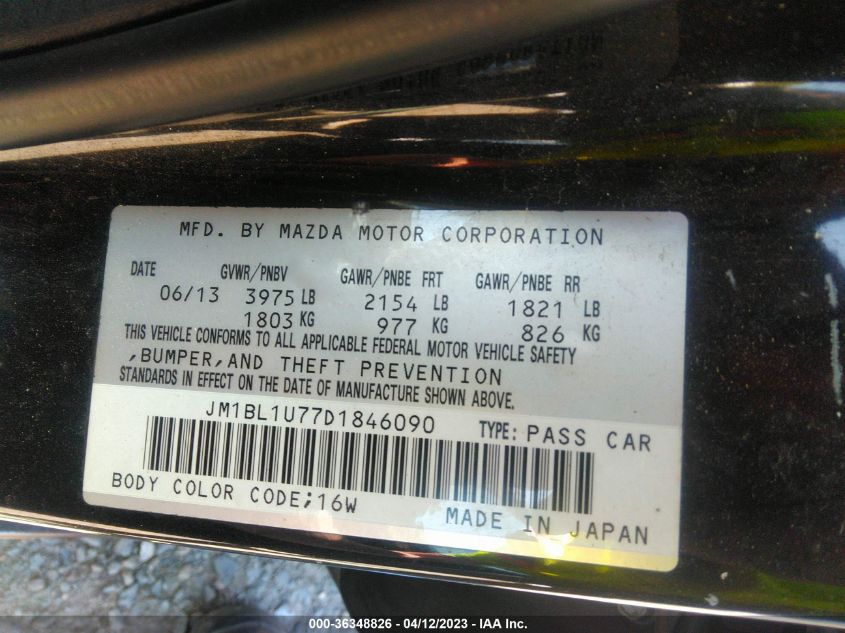 MFD. BY MAZDA MOTOR CORPORATION
DATE GVWR/PNBV GAWR/PNBE FRT GAWR/PNBE RR
06/13 3975 LB 2154 LB 1821 LB
1803 KG 977 KG 826 KG
THIS VEHICLE CONFORMS TO ALL APPLICABLE FEDERAL MOTOR VEHICLE SAFETY
,BUMPER,AND THEFT PREVENTION
STANDARDS IN EFFECT ON THE DATE OF MANUFACTURE SHOWN ABOVE.
JM1BL1U77D1846090 TYPE: PASS CAR
BODY COLOR CODE;16W
MADE IN JAPAN
000-36348826 - 04/12/2023 - IAA Inc.